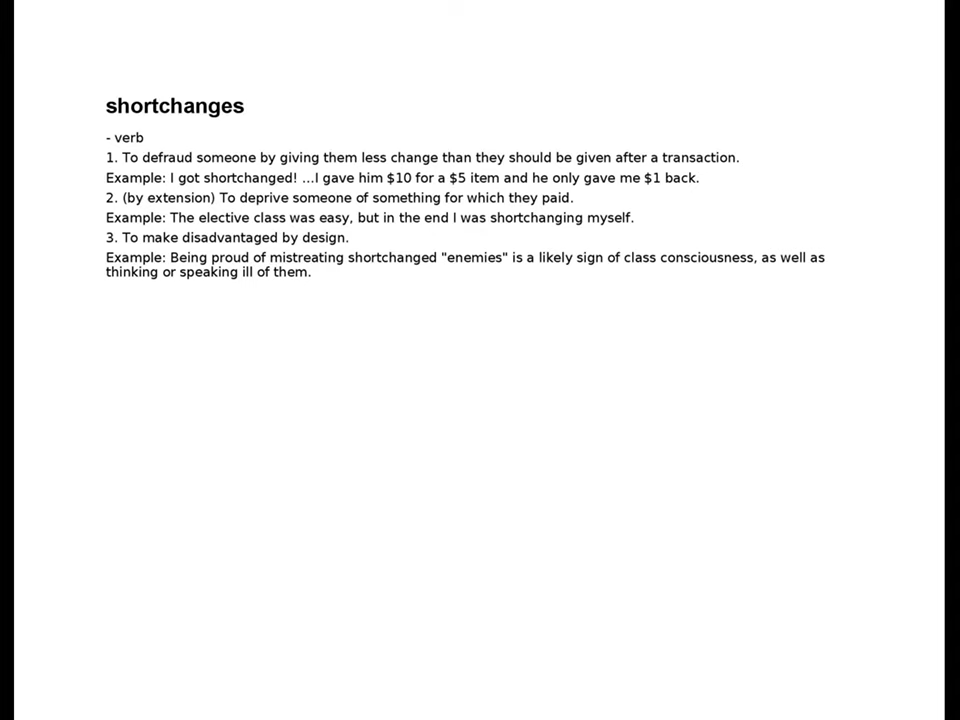 shortchanges
- verb
1. To defraud someone by giving them less change than they should be given after a transaction.
Example: I got shortchanged! ...I gave him $10 for a $5 item and he only gave me $1 back.
2. (by extension) To deprive someone of something for which they paid.
Example: The elective class was easy, but in the end I was shortchanging myself.
3. To make disadvantaged by design.
Example: Being proud of mistreating shortchanged "enemies" is a likely sign of class consciousness, as well as
thinking or speaking ill of them.